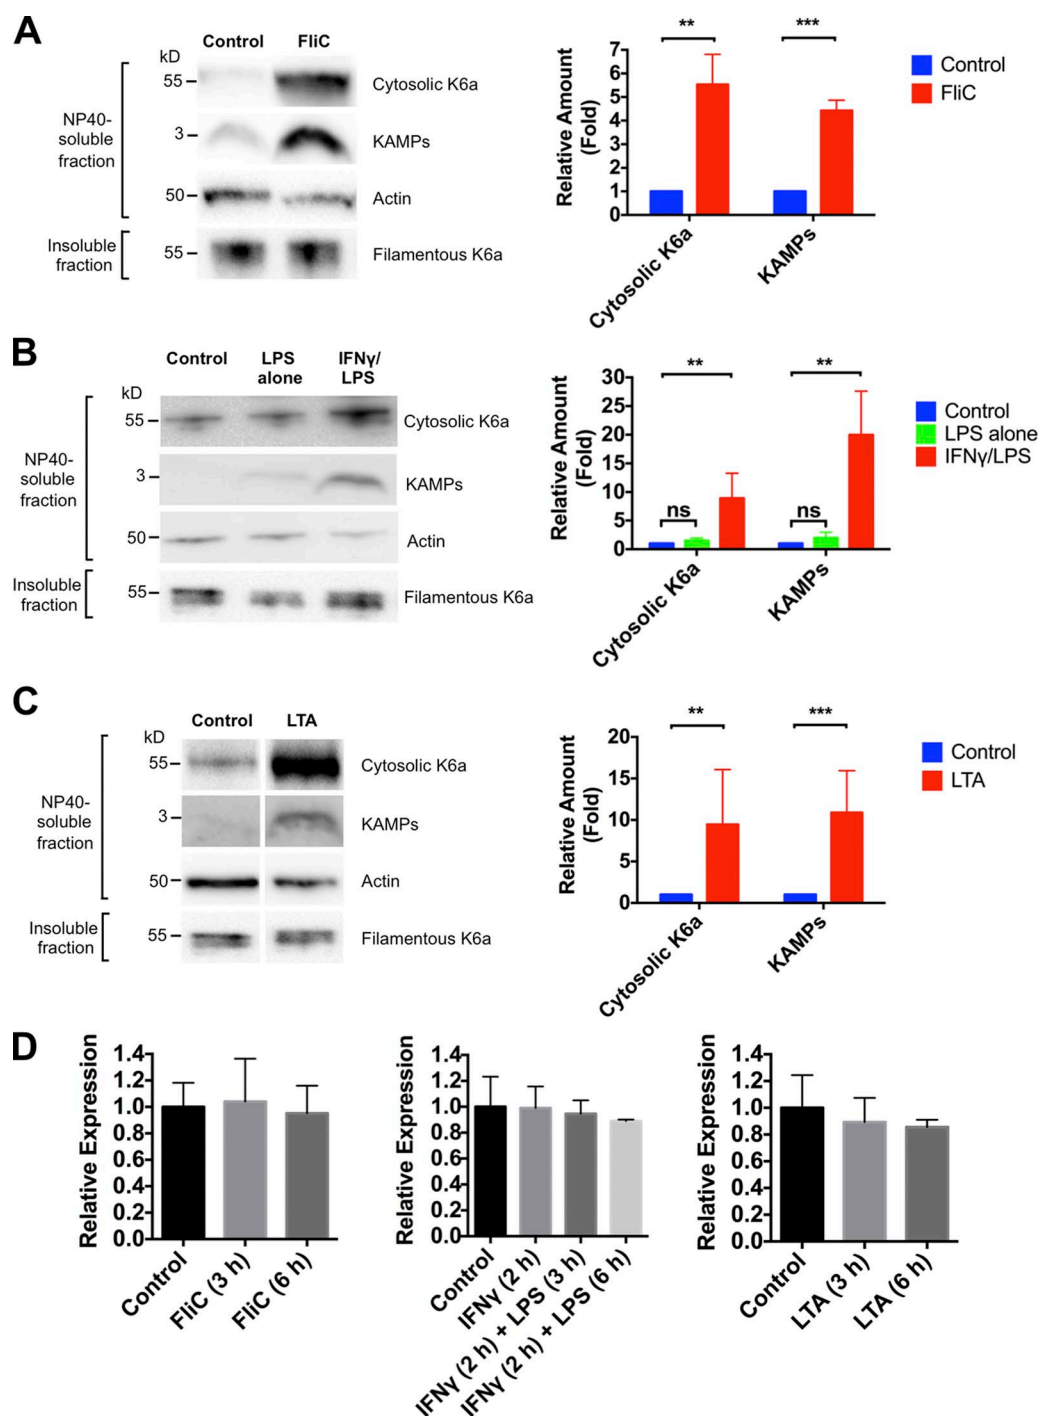 A
Control FliC
kD
NP40-
soluble
fraction
55
Cytosolic K6a
3
KAMPs
50
Actin
Insoluble
fraction
55
Filamentous K6a
Relative Amount
(Fold)
7
6
5
4
3
2
1
0
** ***
Cytosolic K6a
KAMPs
Control
FliC
B
Control LPS alone IFNγ/LPS
kD
NP40-
soluble
fraction
55
Cytosolic K6a
3
KAMPs
50
Actin
Insoluble
fraction
55
Filamentous K6a
Relative Amount
(Fold)
30
25
20
15
10
5
0
** **
ns ns
Cytosolic K6a
KAMPs
Control
LPS alone
IFNγ/LPS
C
Control LTA
kD
NP40-
soluble
fraction
55
Cytosolic K6a
3
KAMPs
50
Actin
Insoluble
fraction
55
Filamentous K6a
Relative Amount
(Fold)
20
15
10
5
0
** ***
Cytosolic K6a
KAMPs
Control
LTA
D
Relative Expression
1.4
1.2
1.0
0.8
0.6
0.4
0.2
0.0
Control
FliC (3 h)
FliC (6 h)
Relative Expression
1.4
1.2
1.0
0.8
0.6
0.4
0.2
0.0
Control
IFNγ (2 h)
IFNγ (2 h) + LPS (3 h)
IFNγ (2 h) + LPS (6 h)
Relative Expression
1.4
1.2
1.0
0.8
0.6
0.4
0.2
0.0
Control
LTA (3 h)
LTA (6 h)